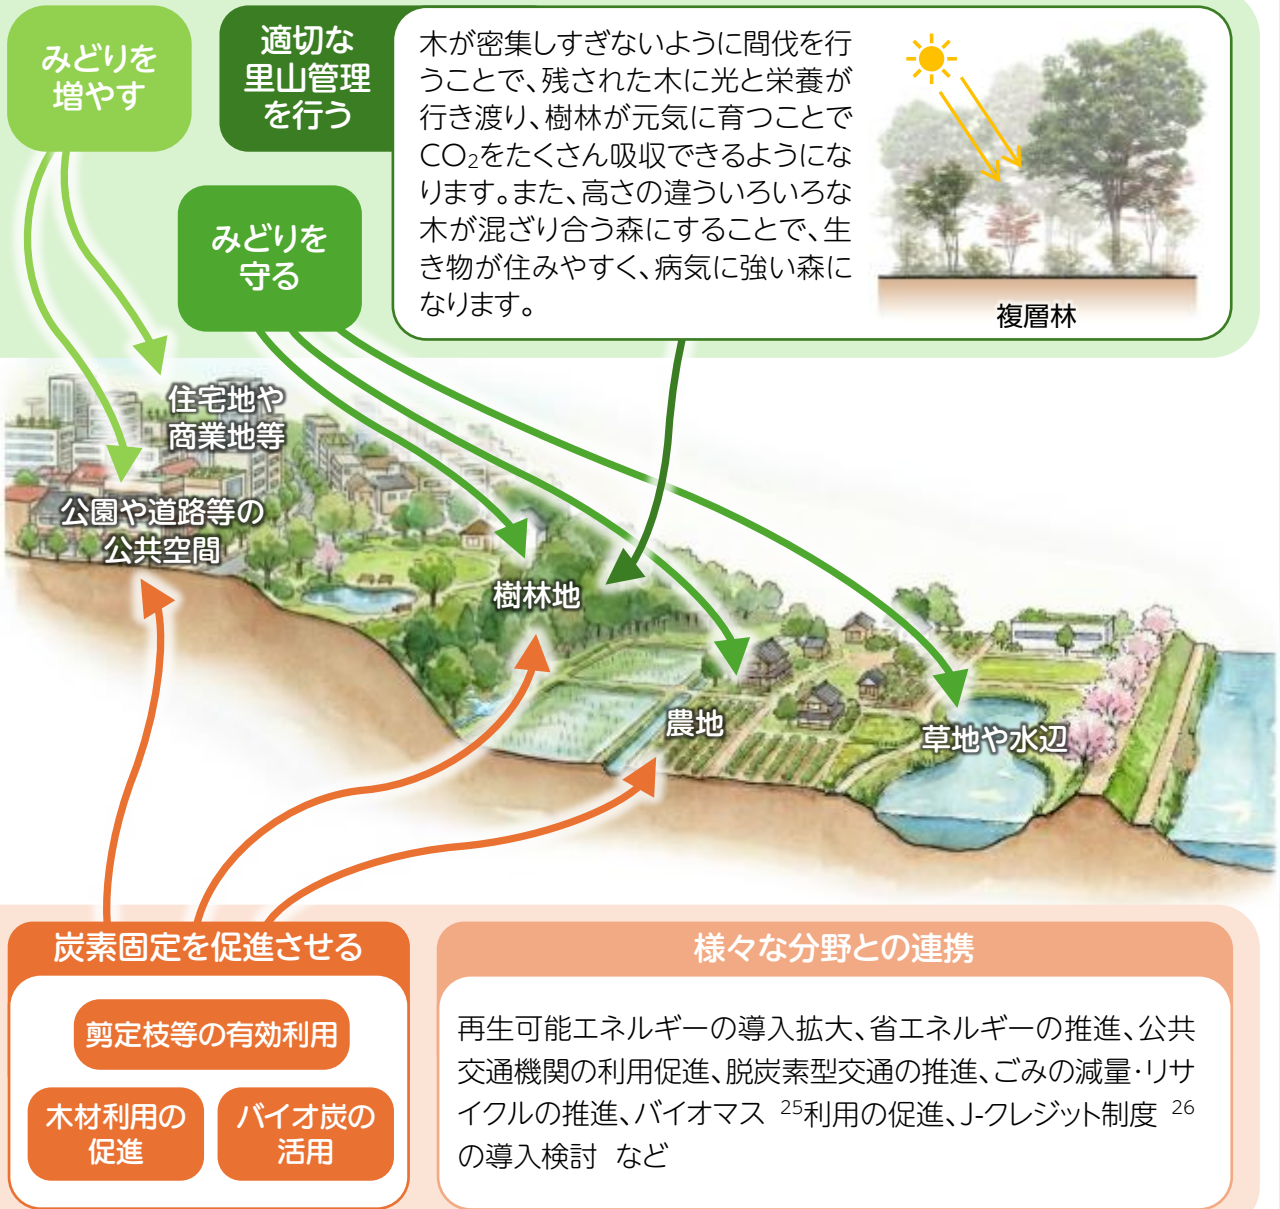 みどりを
増やす
適切な
里山管理
を行う
木が密集しすぎないように間伐を行
うことで、残された木に光と栄養が
行き渡り、樹林が元気に育つことで
CO₂をたくさん吸収できるようにな
ります。また、高さの違ういろいろな
木が混ざり合う森にすることで、生
き物が住みやすく、病気に強い森に
なります。
複層林
みどりを
守る
住宅地や
商業地等
公園や道路等の
公共空間
樹林地
農地
草地や水辺
炭素固定を促進させる
剪定枝等の有効利用
木材利用の
促進
バイオ炭の
活用
様々な分野との連携
再生可能エネルギーの導入拡大、省エネルギーの推進、公共
交通機関の利用促進、脱炭素型交通の推進、ごみの減量・リサ
イクルの推進、バイオマス ²⁵利用の促進、J-クレジット制度 ²⁶
の導入検討 など